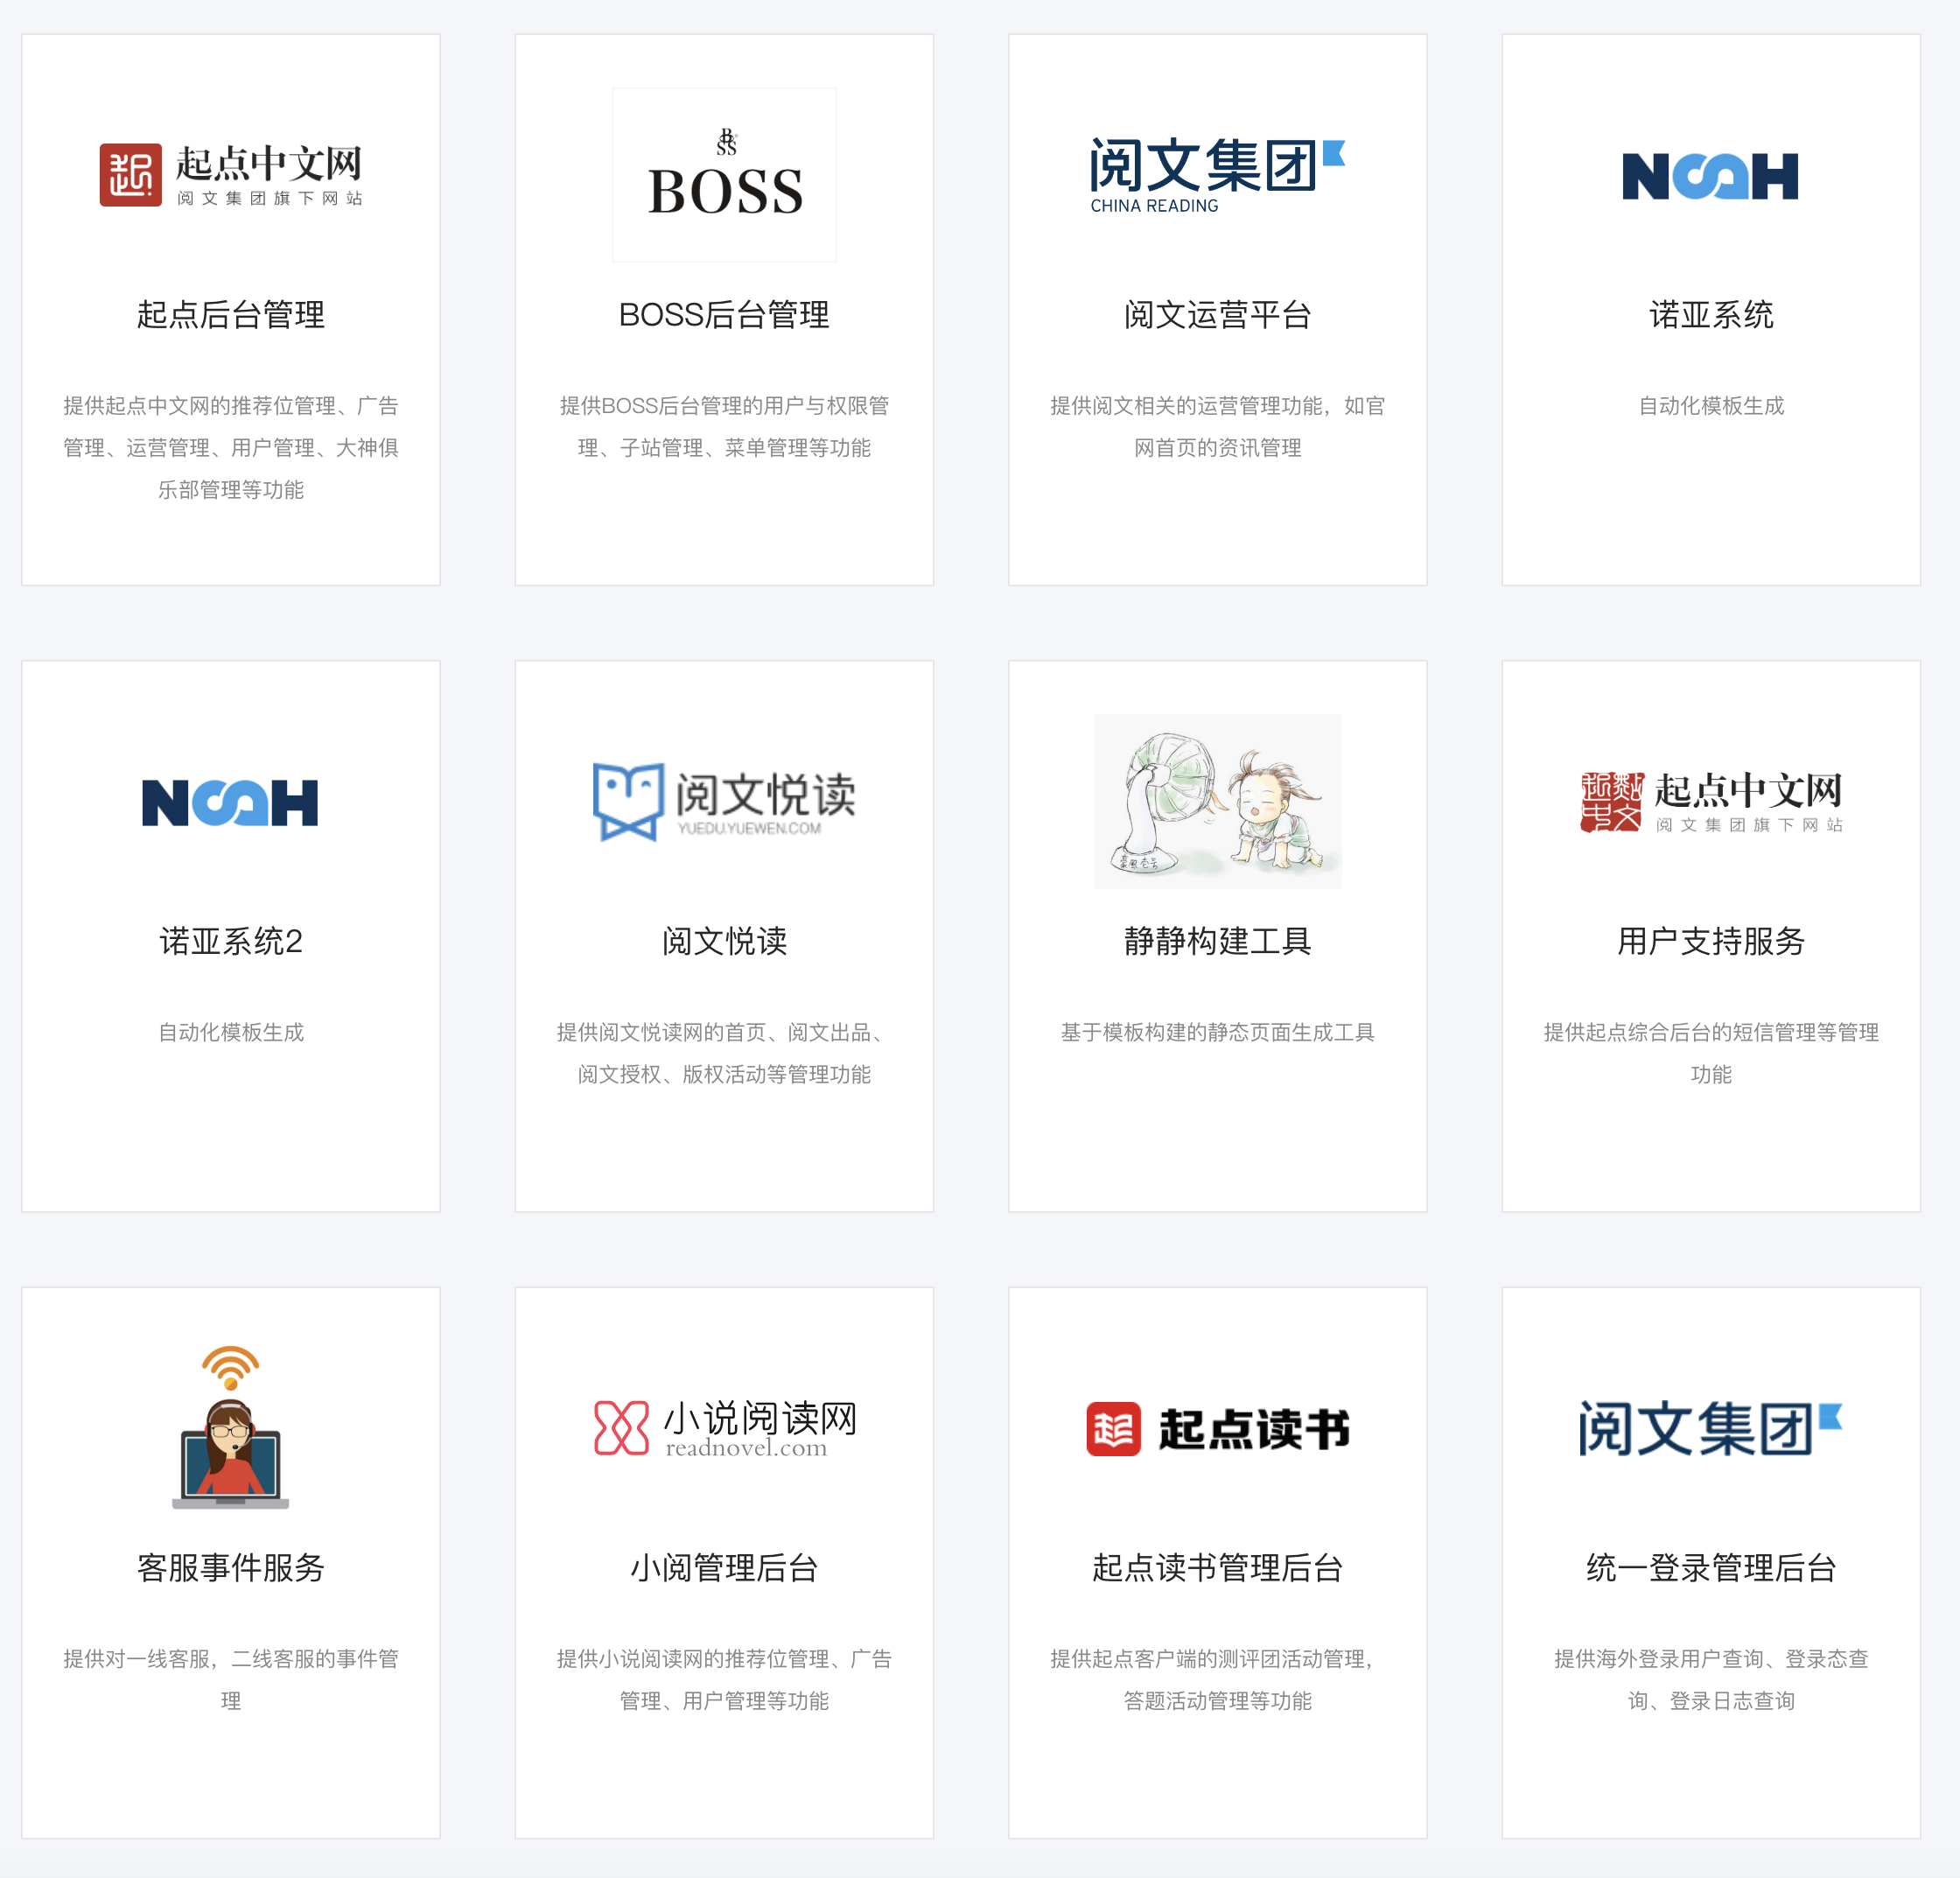 起点中文网
阅文集团旗下网站
起点后台管理
提供起点中文网的推荐位管理、广告
管理、运营管理、用户管理、大神俱
乐部管理等功能
BOSS
BOSS后台管理
提供BOSS后台管理的用户与权限管
理、子站管理、菜单管理等功能
阅文集团
CHINA READING
阅文运营平台
提供阅文相关的运营管理功能，如官
网首页的资讯管理
NOAH
诺亚系统
自动化模板生成
NOAH
诺亚系统2
自动化模板生成
阅文悦读
YUEDU.YUEWEN.COM
阅文悦读
提供阅文悦读网的首页、阅文出品、
阅文授权、版权活动等管理功能
静静构建工具
基于模板构建的静态页面生成工具
起点中文网
阅文集团旗下网站
用户支持服务
提供起点综合后台的短信管理等管理
功能
客服事件服务
提供对一线客服，二线客服的事件管
理
小说阅读网
readnovel.com
小阅管理后台
提供小说阅读网的推荐位管理、广告
管理、用户管理等功能
起点读书
起点读书管理后台
提供起点客户端的测评团活动管理，
答题活动管理等功能
阅文集团
统一登录管理后台
提供海外登录用户查询、登录态查
询、登录日志查询